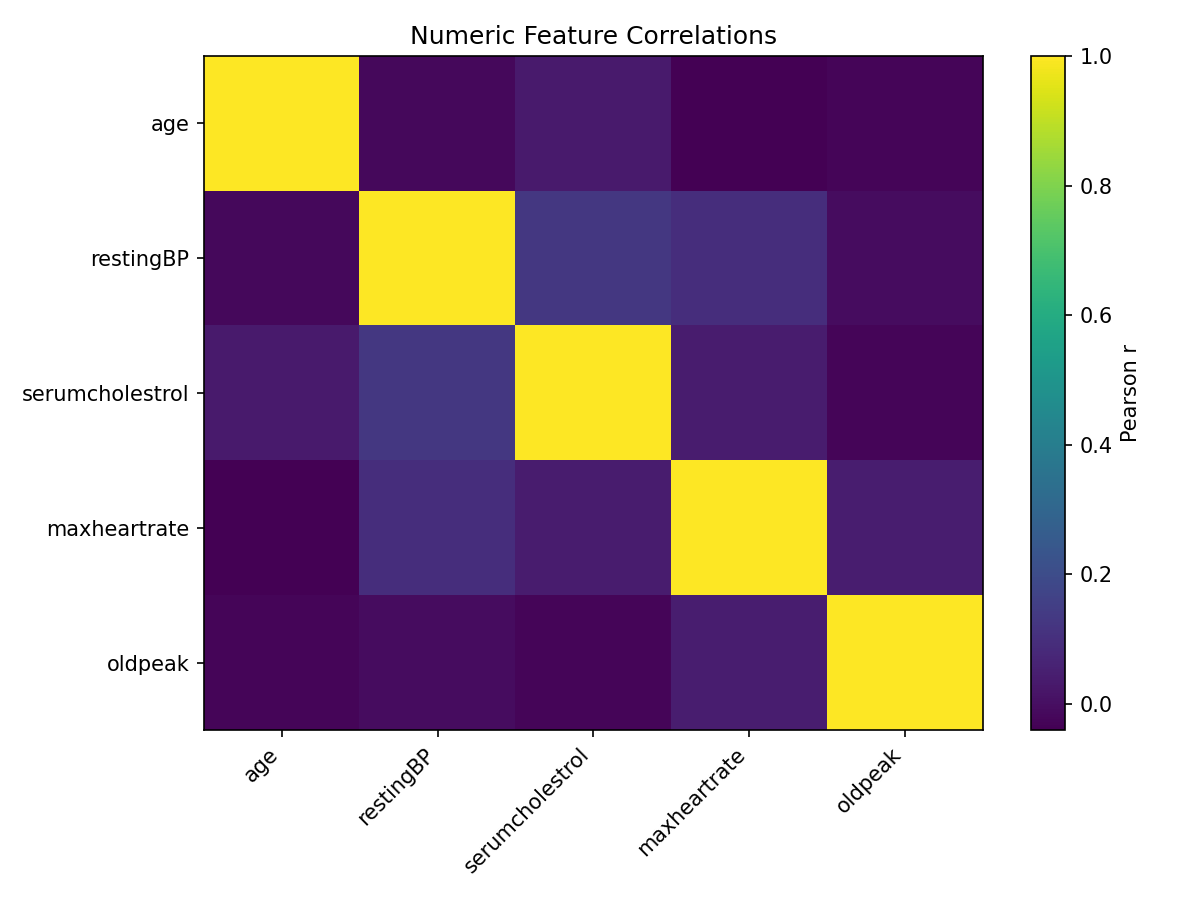 Numeric Feature Correlations
age
restingBP
serumcholestrol
maxheartrate
oldpeak
age
restingBP
serumcholestrol
maxheartrate
oldpeak
1.0
0.8
0.6
0.4
0.2
0.0
Pearson r